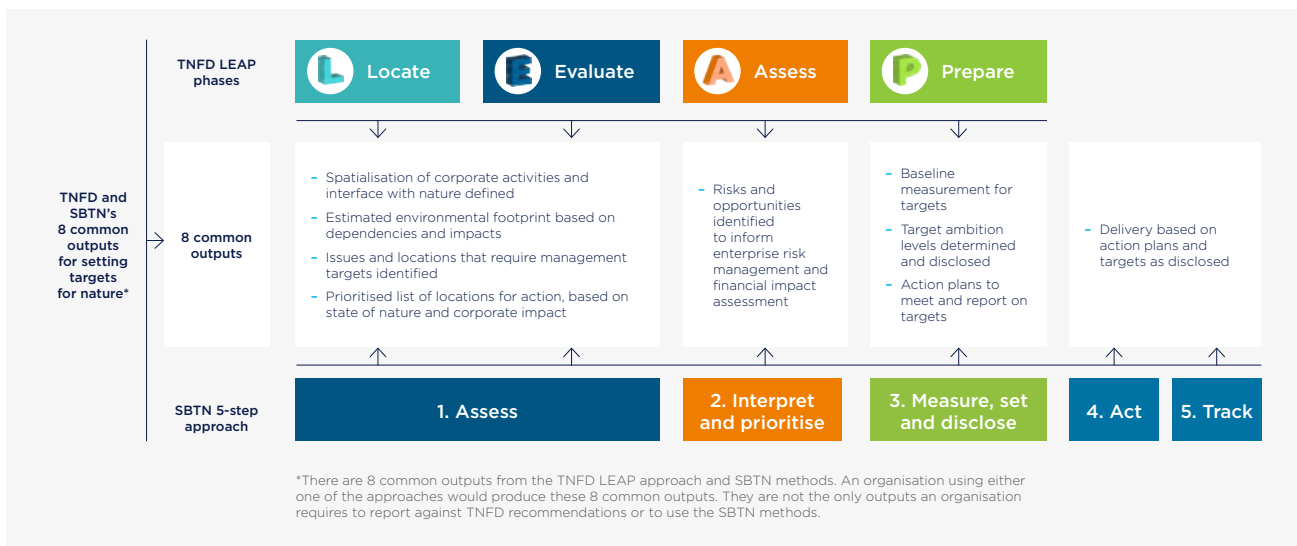 TNFD LEAP
phases
L Locate
E Evaluate
A Assess
P Prepare
TNFD and
SBTN's
8 common
outputs
for setting
targets
for nature*
8 common
outputs
– Spatialisation of corporate activities and
interface with nature defined
– Estimated environmental footprint based on
dependencies and impacts
– Issues and locations that require management
targets identified
– Prioritised list of locations for action, based on
state of nature and corporate impact
– Risks and
opportunities
identified
to inform
enterprise risk
management and
financial impact
assessment
– Baseline
measurement for
targets
– Target ambition
levels determined
and disclosed
– Action plans to
meet and report on
targets
– Delivery based on
action plans and
targets as disclosed
SBTN 5-step
approach
1. Assess
2. Interpret
and prioritise
3. Measure, set
and disclose
4. Act
5. Track
*There are 8 common outputs from the TNFD LEAP approach and SBTN methods. An organisation using either
one of the approaches would produce these 8 common outputs. They are not the only outputs an organisation
requires to report against TNFD recommendations or to use the SBTN methods.